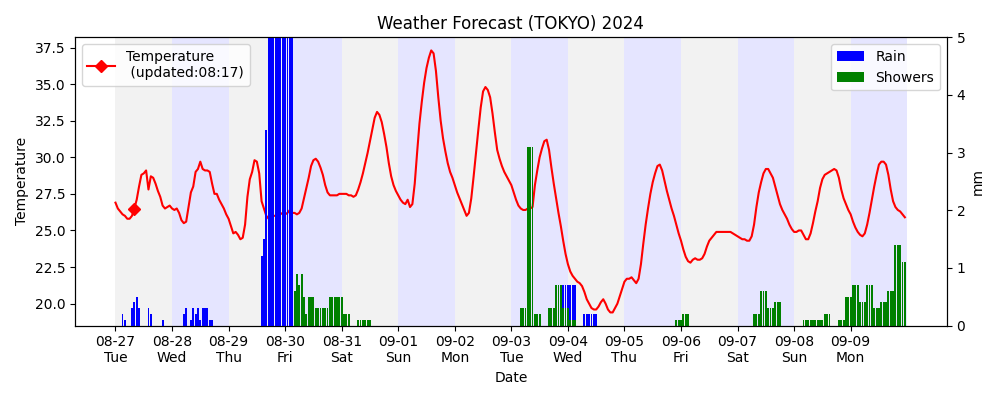 Weather Forecast (TOKYO) 2024
Temperature
(updated:08:17)
Rain
Showers
37.5
35.0
32.5
30.0
27.5
25.0
22.5
20.0
Temperature
5
4
3
2
1
0
mm
08-27 08-28 08-29 08-30 08-31 09-01 09-02 09-03 09-04 09-05 09-06 09-07 09-08 09-09
Tue Wed Thu Fri Sat Sun Mon Tue Wed Thu Fri Sat Sun Mon
Date